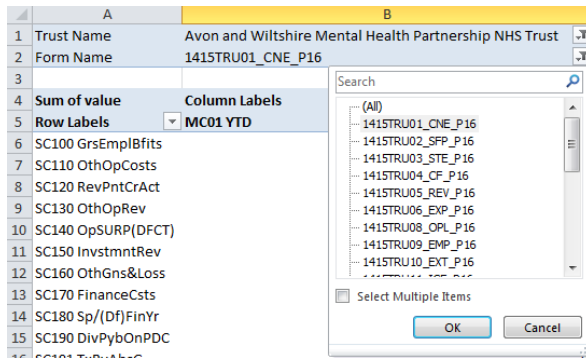 A B
1 Trust Name Avon and Wiltshire Mental Health Partnership NHS Trust
2 Form Name 1415TRU01_CNE_P16
3
4 Sum of value Column Labels
5 Row Labels MC01 YTD
6 SC100 GrsEmplBfits
7 SC110 OthOpCosts
8 SC120 RevPntCrAct
9 SC130 OthOpRev
10 SC140 OpSURP(DFCT)
11 SC150 InvstmntRev
12 SC160 OthGns&Loss
13 SC170 FinanceCsts
14 SC180 Sp/(Df)FinYr
15 SC190 DivPybOnPDC
Search
(All)
1415TRU01_CNE_P16
1415TRU02_SFP_P16
1415TRU03_STE_P16
1415TRU04_CF_P16
1415TRU05_REV_P16
1415TRU06_EXP_P16
1415TRU08_OPL_P16
1415TRU09_EMP_P16
1415TRU10_EXT_P16
Select Multiple Items
OK Cancel